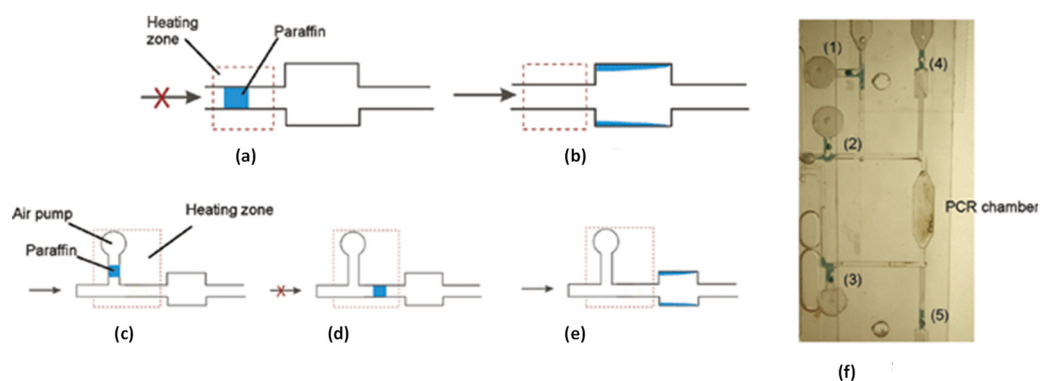 Heating
zone
Paraffin
(a)
(b)
Air pump
Paraffin
Heating zone
(c)
(d)
(e)
(1)
(4)
(2)
PCR chamber
(3)
(5)
(f)